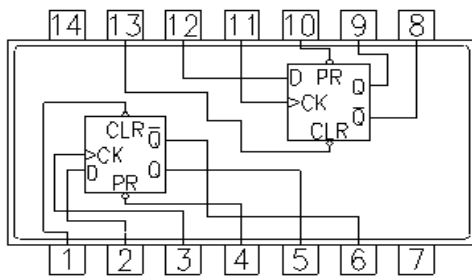 14 13 12 11 10 9 8
D PR Q
CK Q̅
CLR
CLR Q̅
CK
D Q
PR
1 2 3 4 5 6 7